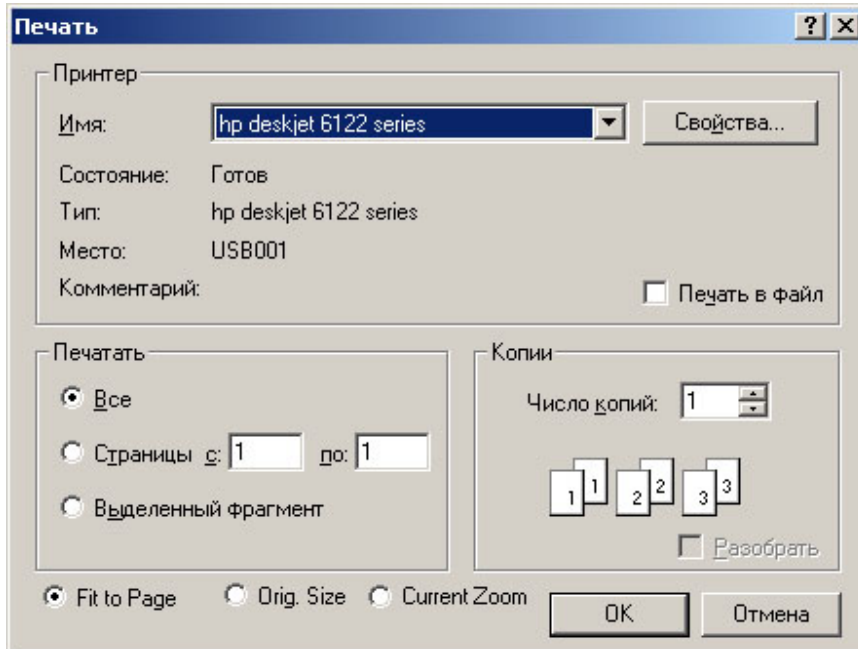 Печать
Принтер
Имя: hp deskjet 6122 series Свойства...
Состояние: Готов
Тип: hp deskjet 6122 series
Место: USB001
Комментарий: Печать в файл
Печатать
Все
Страницы с: 1 по: 1
Выделенный фрагмент
Копии
Число копий: 1
1 1 2 2 3 3
Разобрать
Fit to Page Orig. Size Current Zoom OK Отмена